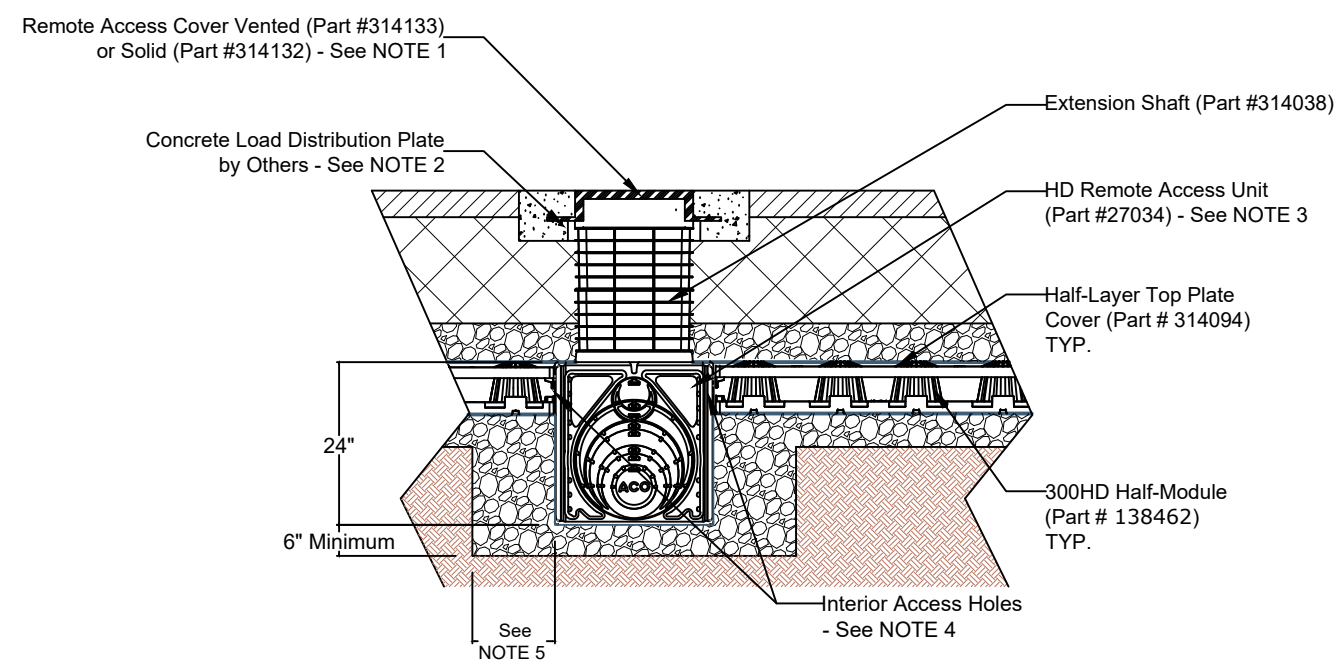 Remote Access Cover Vented (Part #314133)
or Solid (Part #314132) - See NOTE 1
Concrete Load Distribution Plate
by Others - See NOTE 2
Extension Shaft (Part #314038)
HD Remote Access Unit
(Part #27034) - See NOTE 3
Half-Layer Top Plate
Cover (Part # 314094)
TYP.
24"
ACO
300HD Half-Module
(Part # 138462)
TYP.
6" Minimum
Interior Access Holes
- See NOTE 4
See
NOTE 5